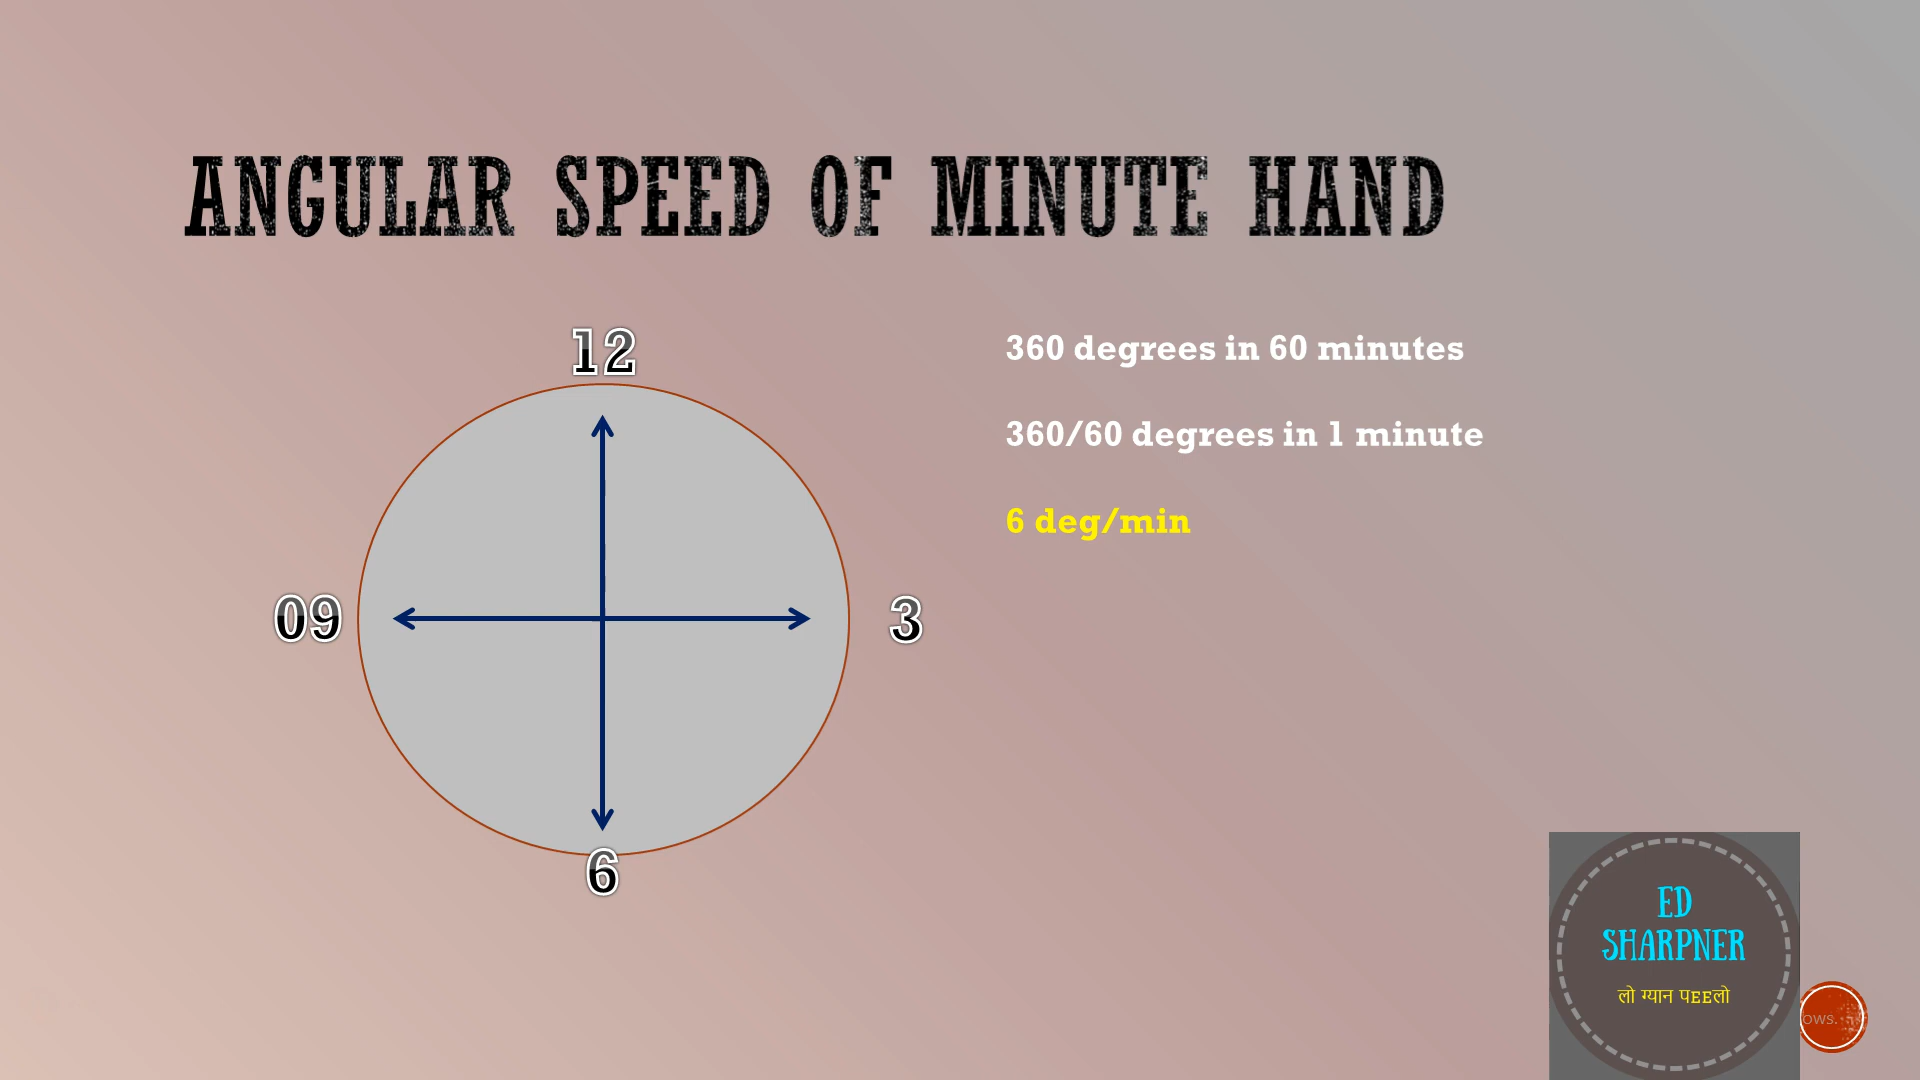 ANGULAR SPEED OF MINUTE HAND
12
360 degrees in 60 minutes
360/60 degrees in 1 minute
6 deg/min
09
3
6
ED
SHARPNER
लो ग्यान पEEलो
ows.